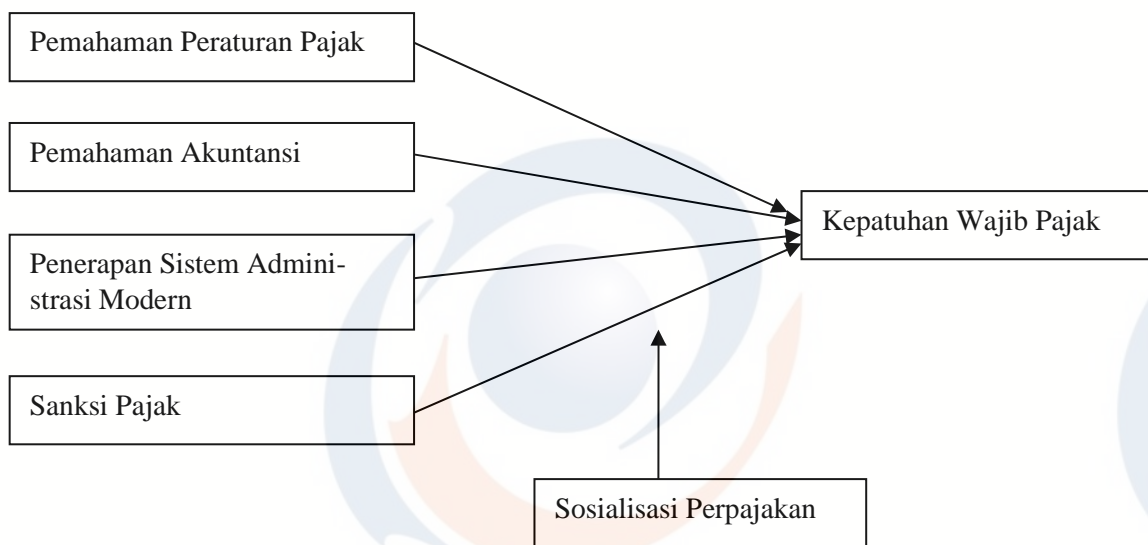 Pemahaman Peraturan Pajak
Pemahaman Akuntansi
Kepatuhan Wajib Pajak
Penerapan Sistem Admini-
strasi Modern
Sanksi Pajak
Sosialisasi Perpajakan